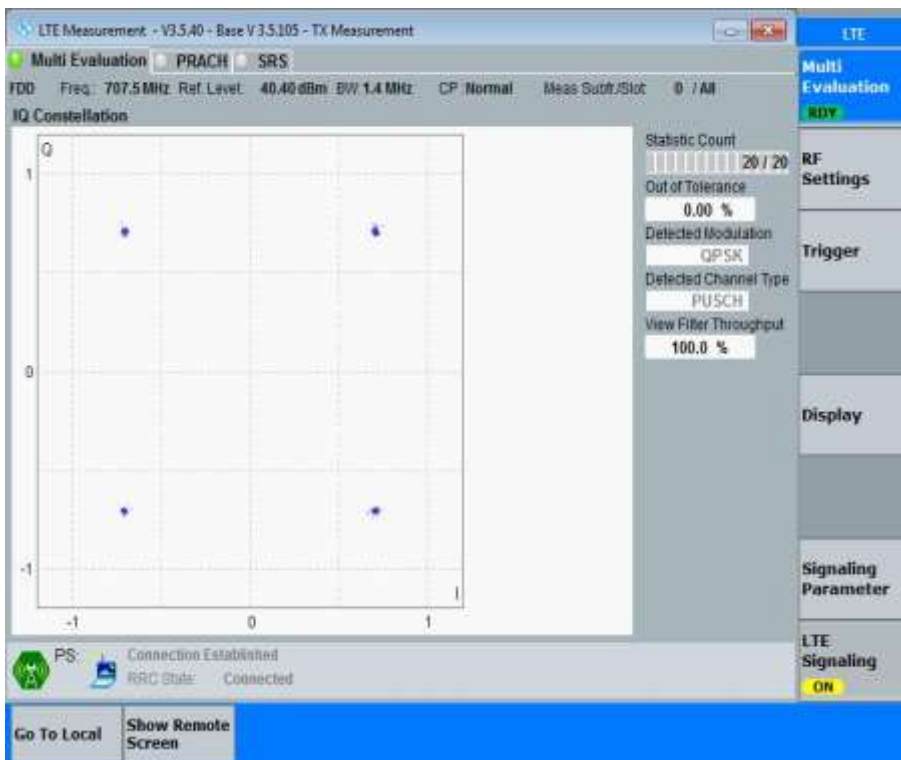 LTE Measurement - V3.5.40 - Base V 3.5.105 - TX Measurement
LTE
Multi Evaluation PRACH SRS
Multi
Evaluation
RDY
FDD Freq.: 707.5 MHz Ref. Level: 40.40 dBm BW: 1.4 MHz CP: Normal Meas Subfr./Slot: 0 / All
IQ Constellation
Q
1
0
-1
I
-1 0 1
Statistic Count
20 / 20
Out of Tolerance
0.00 %
Detected Modulation
QPSK
Detected Channel Type
PUSCH
View Filter Throughput
100.0 %
RF
Settings
Trigger
Display
Signaling
Parameter
LTE
Signaling
ON
PS: Connection Established
RRC State: Connected
Go To Local
Show Remote
Screen